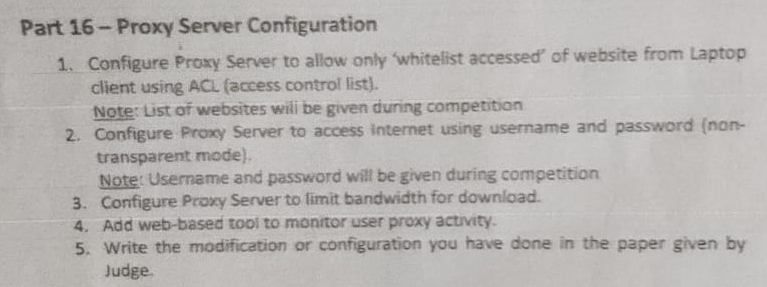 Part 16 – Proxy Server Configuration
1. Configure Proxy Server to allow only 'whitelist accessed' of website from Laptop
client using ACL (access control list).
Note: List of websites will be given during competition
2. Configure Proxy Server to access Internet using username and password (non-
transparent mode).
Note: Username and password will be given during competition
3. Configure Proxy Server to limit bandwidth for download.
4. Add web-based tool to monitor user proxy activity.
5. Write the modification or configuration you have done in the paper given by
Judge.